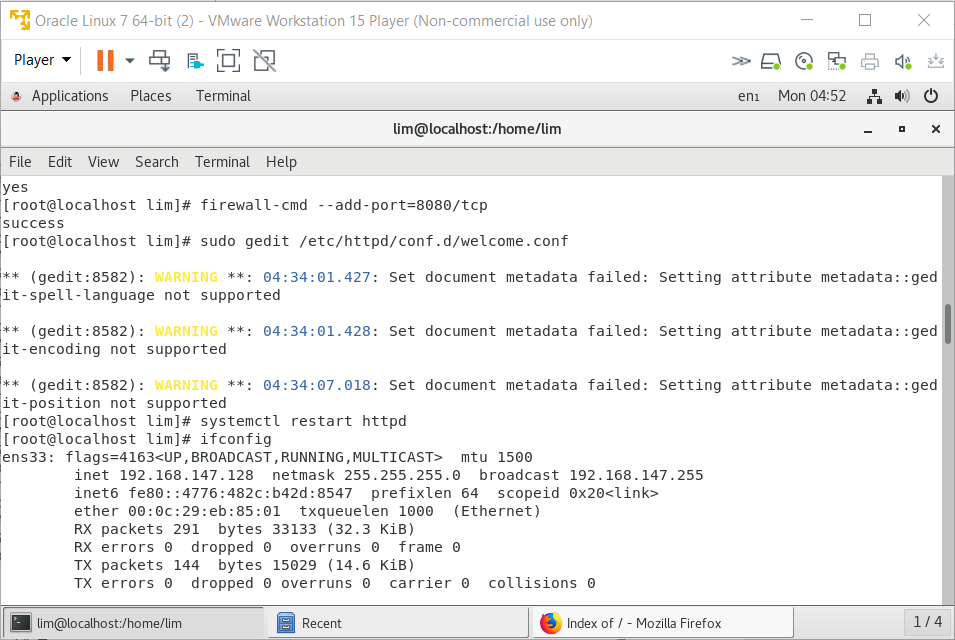 Oracle Linux 7 64-bit (2) - VMware Workstation 15 Player (Non-commercial use only)
Player
Applications Places Terminal en1 Mon 04:52
lim@localhost:/home/lim
File Edit View Search Terminal Help
yes
[root@localhost lim]# firewall-cmd --add-port=8080/tcp
success
[root@localhost lim]# sudo gedit /etc/httpd/conf.d/welcome.conf
** (gedit:8582): WARNING **: 04:34:01.427: Set document metadata failed: Setting attribute metadata::ged
it-spell-language not supported
** (gedit:8582): WARNING **: 04:34:01.428: Set document metadata failed: Setting attribute metadata::ged
it-encoding not supported
** (gedit:8582): WARNING **: 04:34:07.018: Set document metadata failed: Setting attribute metadata::ged
it-position not supported
[root@localhost lim]# systemctl restart httpd
[root@localhost lim]# ifconfig
ens33: flags=4163<UP,BROADCAST,RUNNING,MULTICAST>  mtu 1500
        inet 192.168.147.128  netmask 255.255.255.0  broadcast 192.168.147.255
        inet6 fe80::4776:482c:b42d:8547  prefixlen 64  scopeid 0x20<link>
        ether 00:0c:29:eb:85:01  txqueuelen 1000  (Ethernet)
        RX packets 291  bytes 33133 (32.3 KiB)
        RX errors 0  dropped 0  overruns 0  frame 0
        TX packets 144  bytes 15029 (14.6 KiB)
        TX errors 0  dropped 0 overruns 0  carrier 0  collisions 0
lim@localhost:/home/lim Recent Index of / - Mozilla Firefox 1 / 4